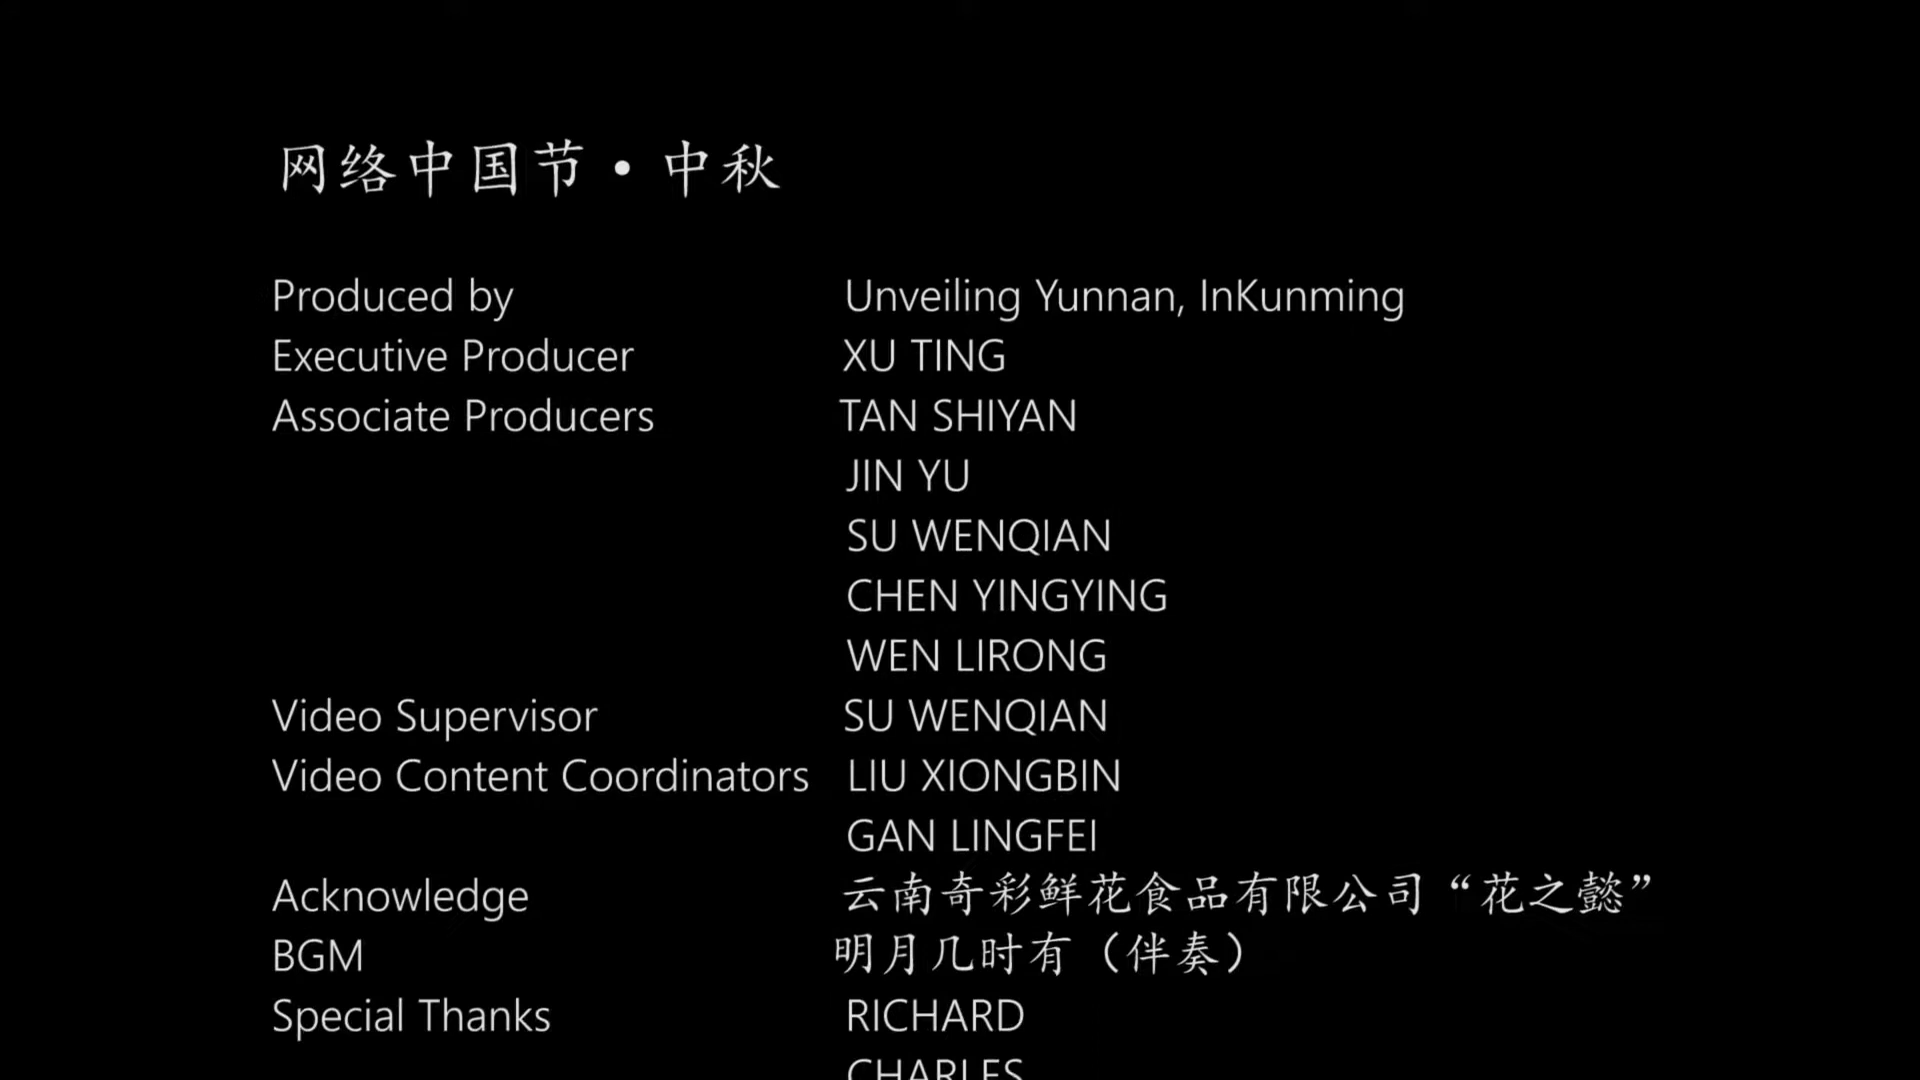 网络中国节·中秋
Produced by Unveiling Yunnan, InKunming
Executive Producer XU TING
Associate Producers TAN SHIYAN
JIN YU
SU WENQIAN
CHEN YINGYING
WEN LIRONG
Video Supervisor SU WENQIAN
Video Content Coordinators LIU XIONGBIN
GAN LINGFEI
Acknowledge 云南奇彩鲜花食品有限公司“花之懿”
BGM 明月几时有（伴奏）
Special Thanks RICHARD
CHARLES